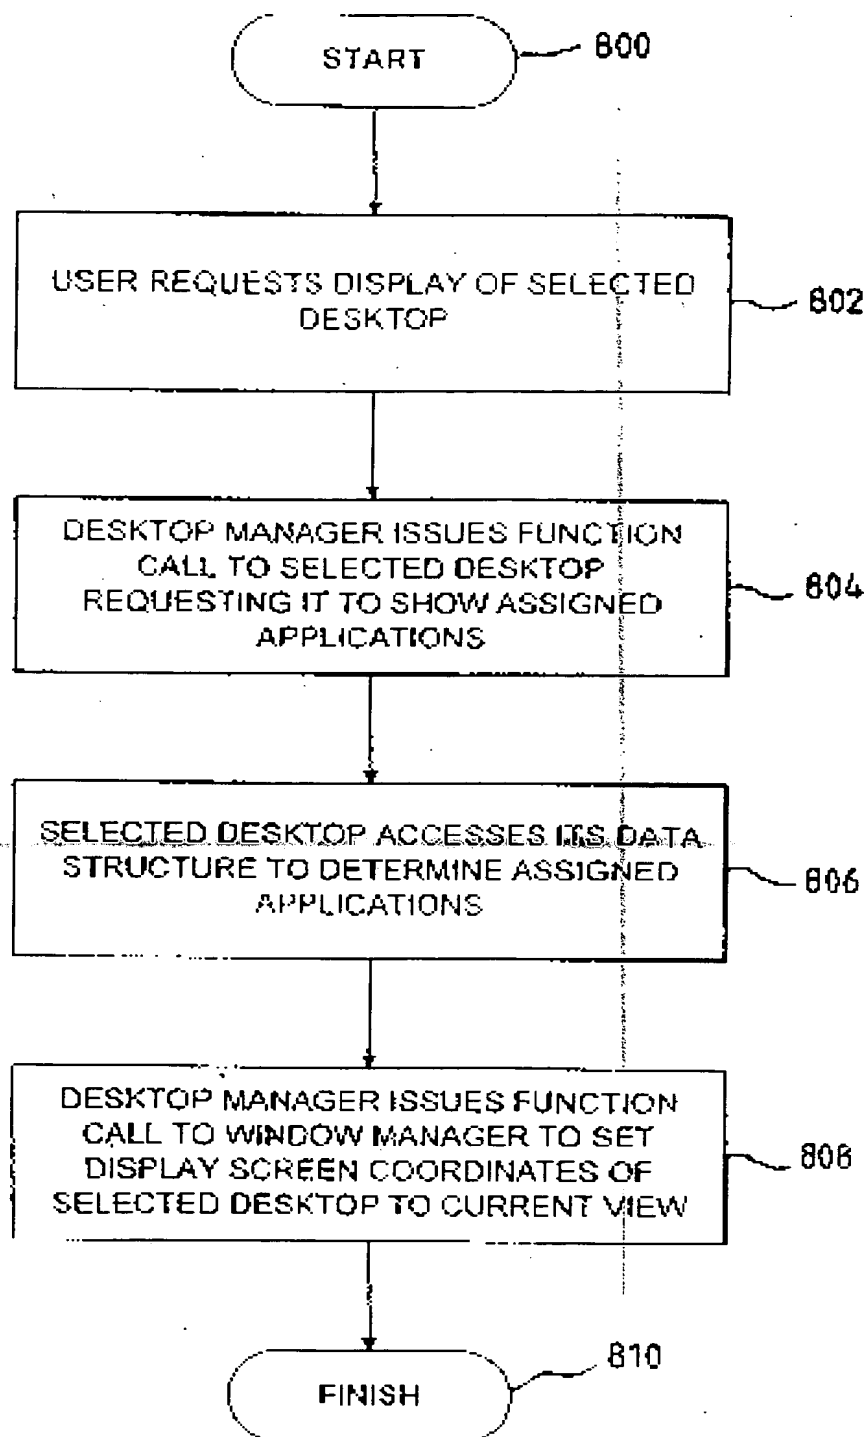 START
800
USER REQUESTS DISPLAY OF SELECTED
DESKTOP
802
DESKTOP MANAGER ISSUES FUNCTION
CALL TO SELECTED DESKTOP
REQUESTING IT TO SHOW ASSIGNED
APPLICATIONS
804
SELECTED DESKTOP ACCESSES ITS DATA
STRUCTURE TO DETERMINE ASSIGNED
APPLICATIONS
806
DESKTOP MANAGER ISSUES FUNCTION
CALL TO WINDOW MANAGER TO SET
DISPLAY SCREEN COORDINATES OF
SELECTED DESKTOP TO CURRENT VIEW
808
FINISH
810